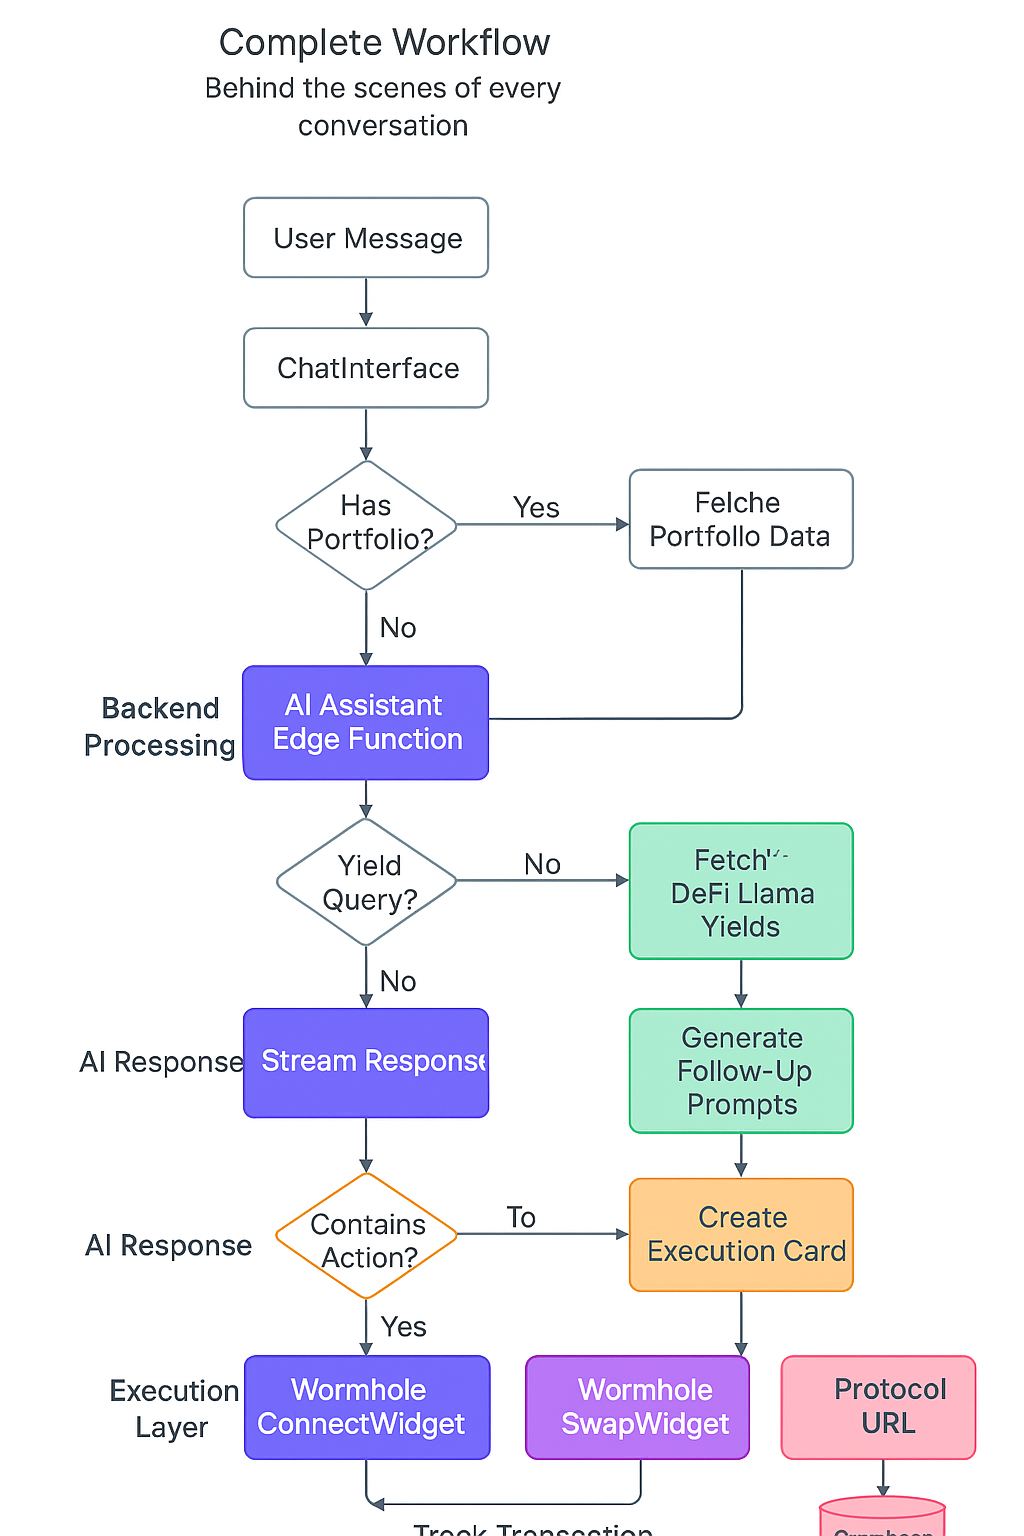 Complete Workflow
Behind the scenes of every
conversation
User Message
ChatInterface
Has
Portfolio?
Yes
Felche
Portfollo Data
No
Backend
Processing
AI Assistant
Edge Function
Yield
Query?
No
Fetch
DeFi Llama
Yields
No
AI Response
Stream Response
Generate
Follow-Up
Prompts
AI Response
Contains
Action?
To
Create
Execution Card
Yes
Execution
Layer
Wormhole
ConnectWidget
Wormhole
SwapWidget
Protocol
URL